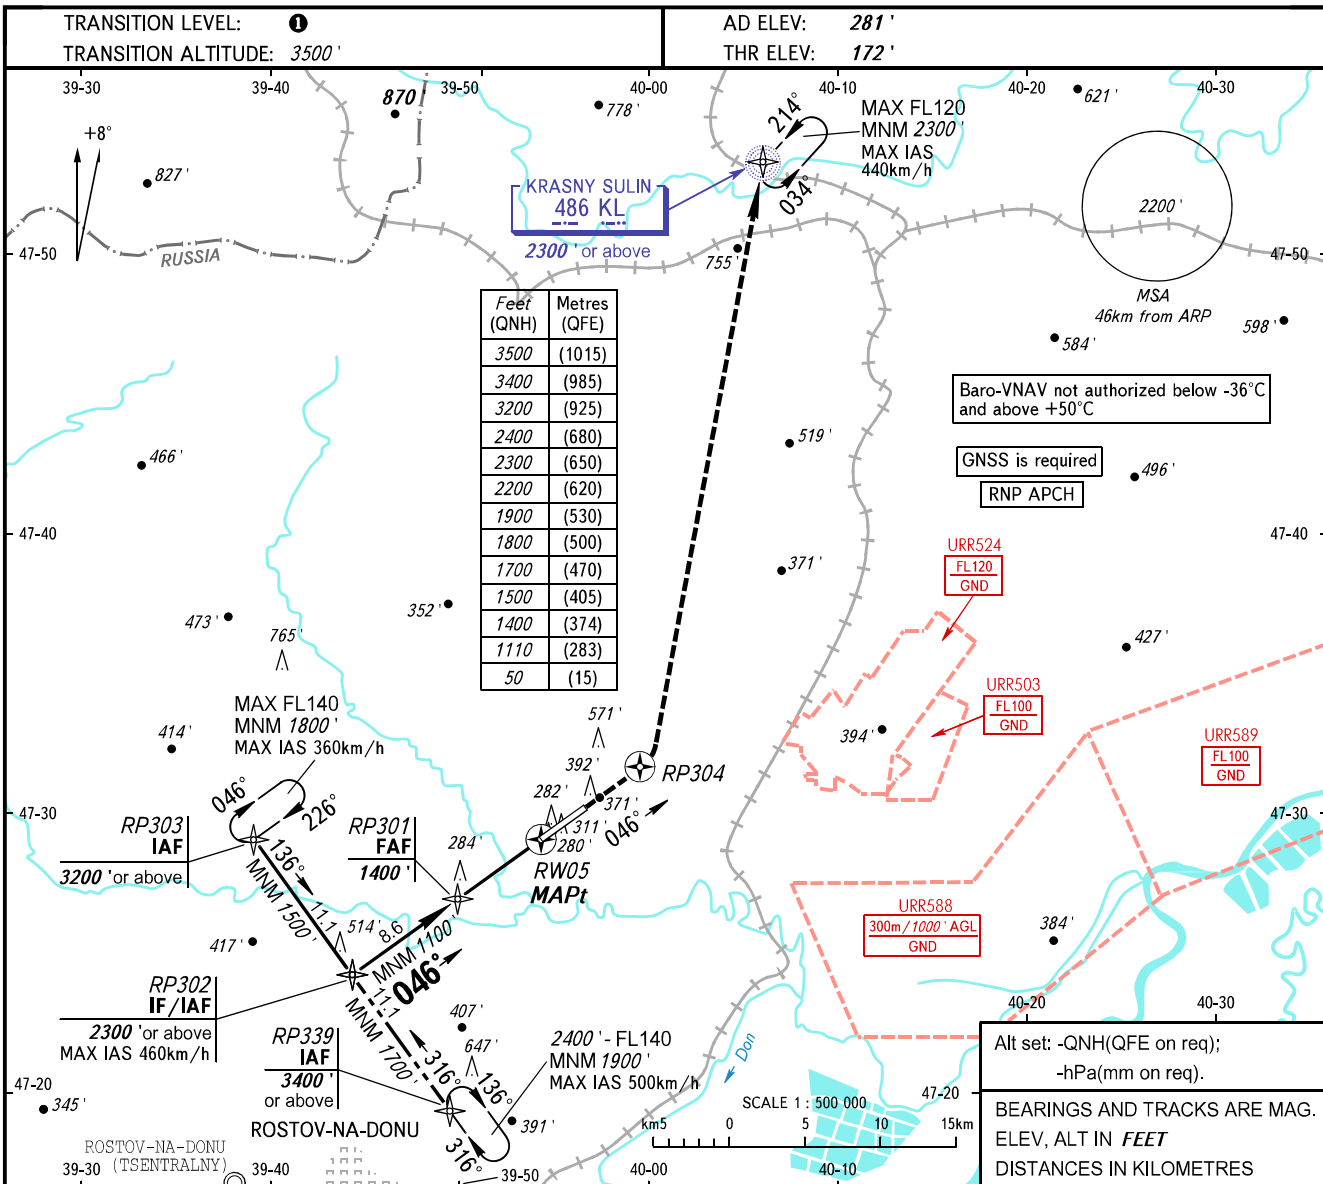 TRANSITION LEVEL: ❶
TRANSITION ALTITUDE: 3500'
AD ELEV: 281'
THR ELEV: 172'
39-30
39-40
39-50
40-00
40-10
40-20
40-30
870'
778'
621'
+8°
827'
214°
034°
MAX FL120
MNM 2300'
MAX IAS
440km/h
KRASNY SULIN
486 KL
2300' or above
RUSSIA
755'
2200'
MSA
46km from ARP
47-50
47-50
598'
584'
Feet (QNH) Metres (QFE)
3500 (1015)
3400 (985)
3200 (925)
2400 (680)
2300 (650)
2200 (620)
1900 (530)
1800 (500)
1700 (470)
1500 (405)
1400 (374)
1110 (283)
50 (15)
Baro-VNAV not authorized below -36°C
and above +50°C
GNSS is required
RNP APCH
519'
466'
496'
47-40
47-40
371'
352'
473'
765'
427'
URR524
FL120
GND
URR503
FL100
GND
URR589
FL100
GND
394'
414'
MAX FL140
MNM 1800'
MAX IAS 360km/h
571'
392'
RP304
371'
282'
311'
280'
046°
47-30
47-30
046°
226°
RP303
IAF
3200' or above
RP301
FAF
1400'
284'
RW05
MAPt
136°
11.1
MNM 1500'
514'
8.6
MNM 1100'
046°
417'
URR588
300m/1000' AGL
GND
384'
RP302
IF/IAF
2300' or above
MAX IAS 460km/h
11.1
MNM 1700'
407'
647'
RP339
IAF
3400'
or above
316°
136°
316°
2400'-FL140
MNM 1900'
MAX IAS 500km/h
391'
Don
40-20
40-30
47-20
47-20
345'
ROSTOV-NA-DONU
ROSTOV-NA-DONU
(TSENTRALNY)
SCALE 1 : 500 000
km5 0 5 10 15km
39-30
39-40
39-50
40-00
40-10
Alt set: -QNH(QFE on req);
-hPa(mm on req).
BEARINGS AND TRACKS ARE MAG.
ELEV, ALT IN FEET
DISTANCES IN KILOMETRES